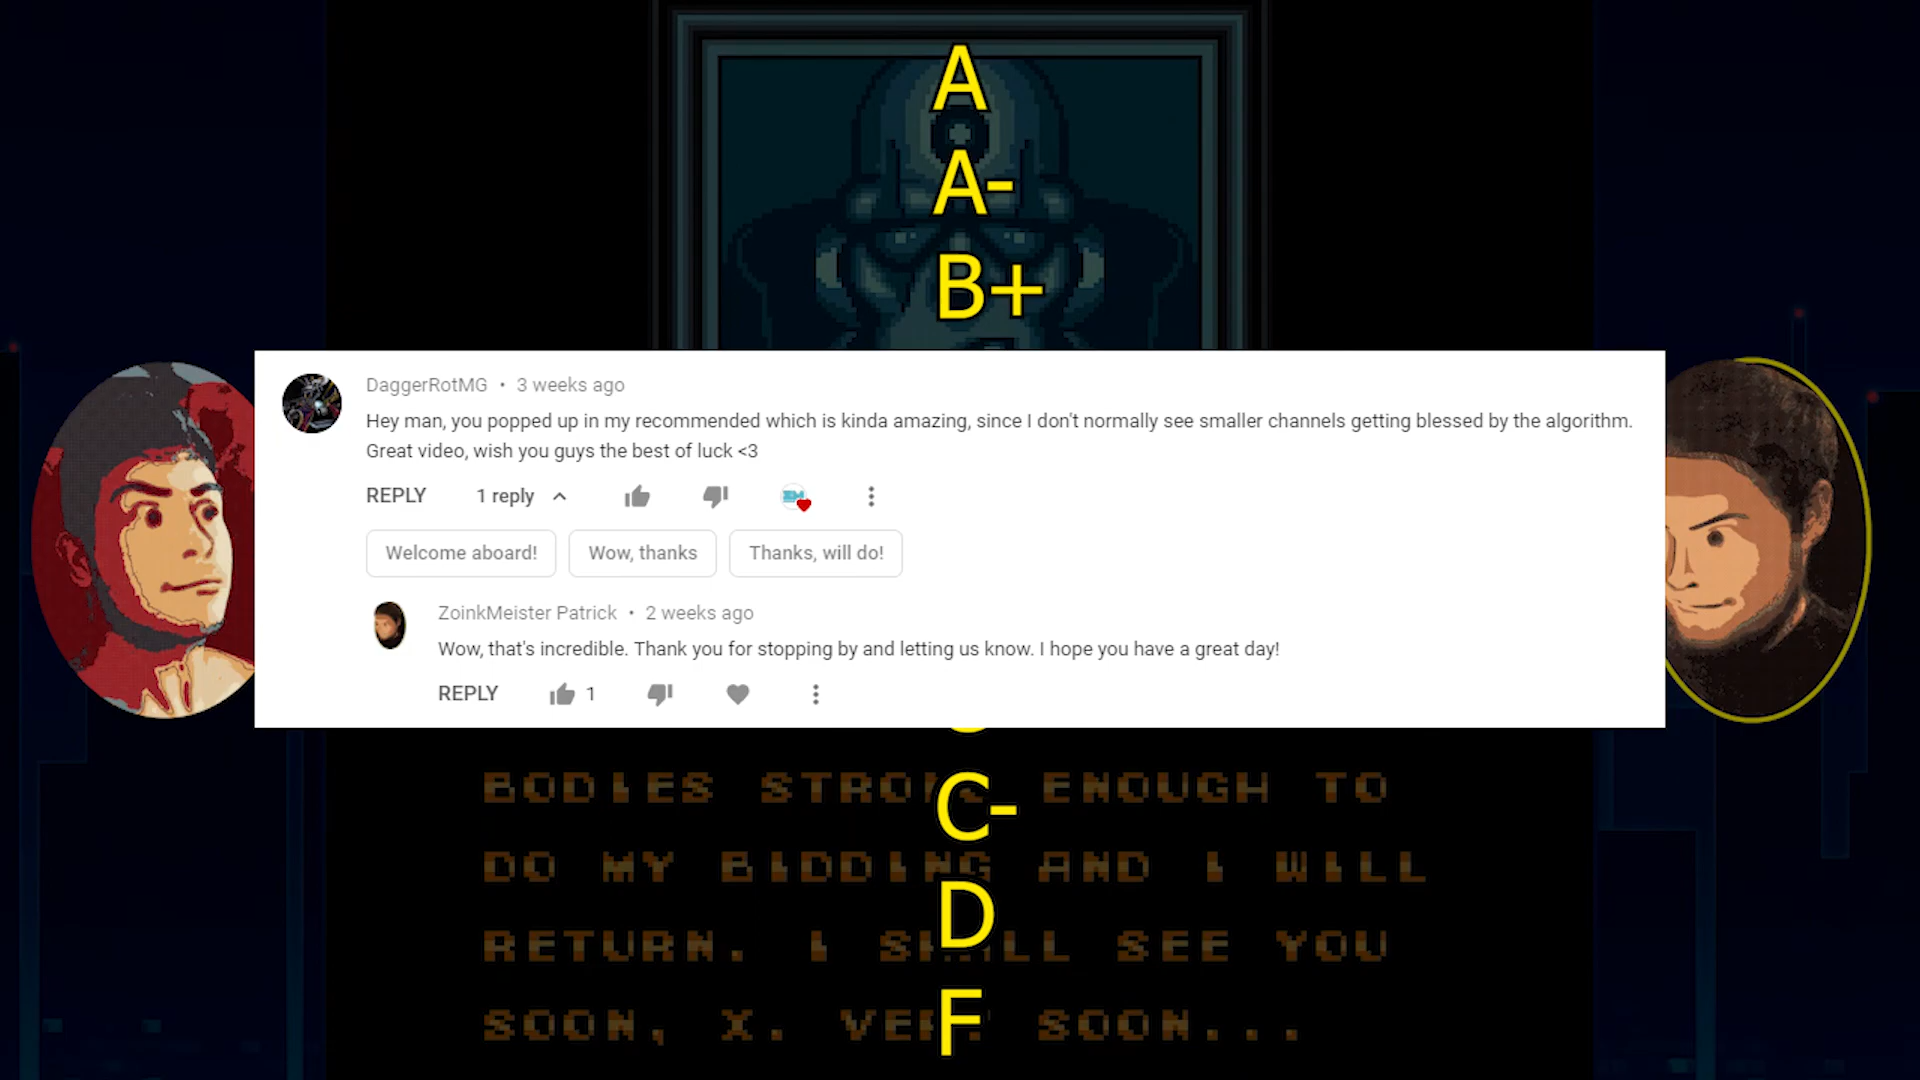 A
A-
B+
DaggerRotMG • 3 weeks ago
Hey man, you popped up in my recommended which is kinda amazing, since I don't normally see smaller channels getting blessed by the algorithm.
Great video, wish you guys the best of luck <3
REPLY 1 reply
Welcome aboard! Wow, thanks Thanks, will do!
ZoinkMeister Patrick • 2 weeks ago
Wow, that's incredible. Thank you for stopping by and letting us know. I hope you have a great day!
REPLY 1
BODIES STRONG ENOUGH TO
C-
DO MY BIDDING AND I WILL
D
RETURN. I SHALL SEE YOU
F
SOON, X. VERY SOON...